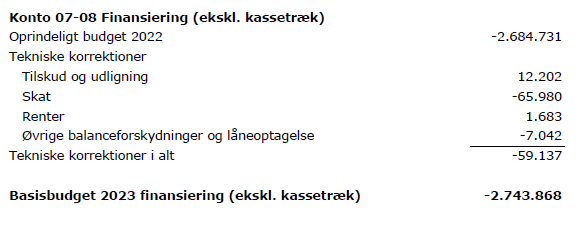 Konto 07-08 Finansiering (ekskl. kassetræk)
Oprindeligt budget 2022 -2.684.731
Tekniske korrektioner
Tilskud og udligning 12.202
Skat -65.980
Renter 1.683
Øvrige balanceforskydninger og låneoptagelse -7.042
Tekniske korrektioner i alt -59.137
Basisbudget 2023 finansiering (ekskl. kassetræk) -2.743.868